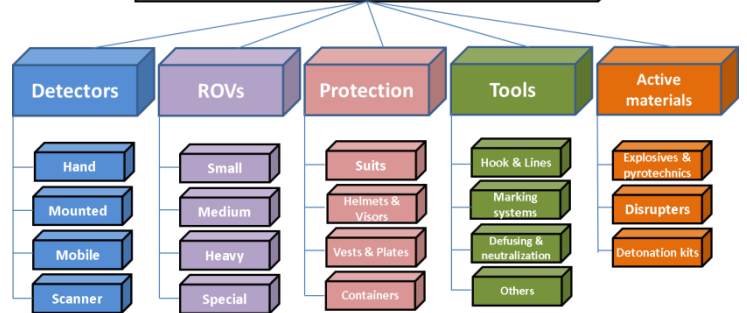 Detectors
ROVs
Protection
Tools
Active
materials
Hand
Mounted
Mobile
Scanner
Small
Medium
Heavy
Special
Suits
Helmets &
Visors
Vests & Plates
Containers
Hook & Lines
Marking
systems
Defusing &
neutralization
Others
Explosives &
pyrotechnics
Disrupters
Detonation kits